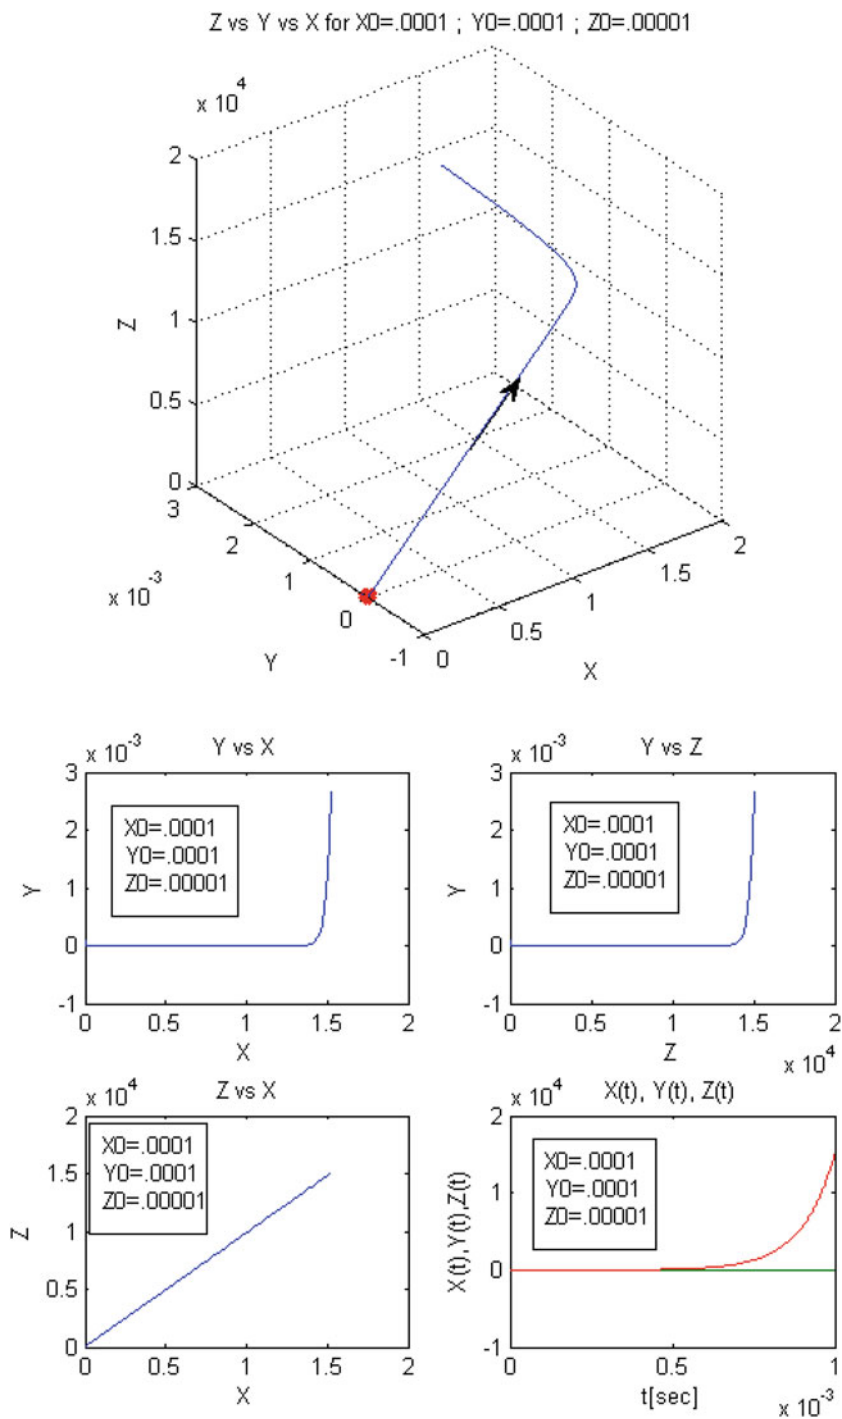 Z vs Y vs X for X0=.0001 ; Y0=.0001 ; Z0=.00001
x 10^4
2
1.5
1
0.5
0
Z
3
2
1
0
-1
x 10^-3
Y
0
0.5
1
1.5
2
X
x 10^-3
Y vs X
3
2
1
0
-1
Y
X0=.0001
Y0=.0001
Z0=.00001
0 0.5 1 1.5 2
X
x 10^-3
Y vs Z
3
2
1
0
-1
Y
X0=.0001
Y0=.0001
Z0=.00001
0 0.5 1 1.5 2
Z
x 10^4
x 10^4
Z vs X
2
1.5
1
0.5
0
Z
X0=.0001
Y0=.0001
Z0=.00001
0 0.5 1 1.5 2
X
x 10^4
X(t), Y(t), Z(t)
2
1
0
-1
X(t),Y(t),Z(t)
X0=.0001
Y0=.0001
Z0=.00001
0 0.5 1
t[sec]
x 10^-3